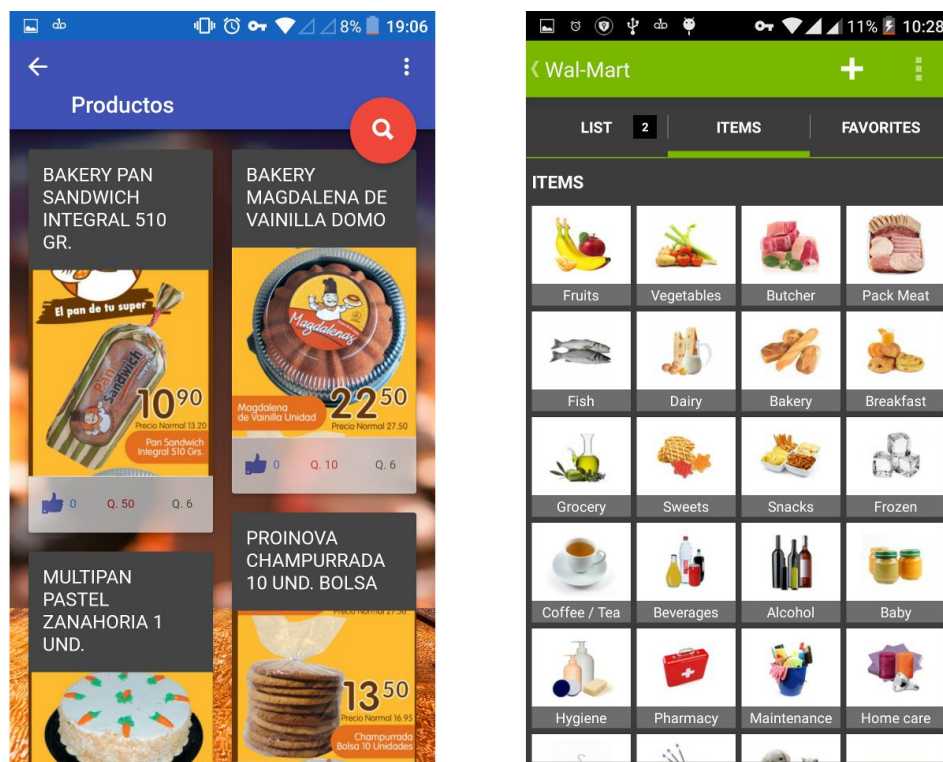 8% 19:06
Productos
BAKERY PAN
SANDWICH
INTEGRAL 510
GR.
El pan de tu super
Pan
Sandwich
10 90
Precio Normal 13.20
Pan Sandwich
Integral 510 Grs.
0 Q. 50 Q. 6
MULTIPAN
PASTEL
ZANAHORIA 1
UND.
BAKERY
MAGDALENA DE
VAINILLA DOMO
Magdalenas
Magdalena
de Vainilla Unidad
22 50
Precio Normal 27.50
0 Q. 10 Q. 6
PROINOVA
CHAMPURRADA
10 UND. BOLSA
Precio Normal 27.50
13 50
Precio Normal 16.95
Champurrada
Bolsa 10 Unidades
11% 10:28
Wal-Mart
LIST 2 ITEMS FAVORITES
ITEMS
Fruits Vegetables Butcher Pack Meat
Fish Dairy Bakery Breakfast
Grocery Sweets Snacks Frozen
Coffee / Tea Beverages Alcohol Baby
Hygiene Pharmacy Maintenance Home care